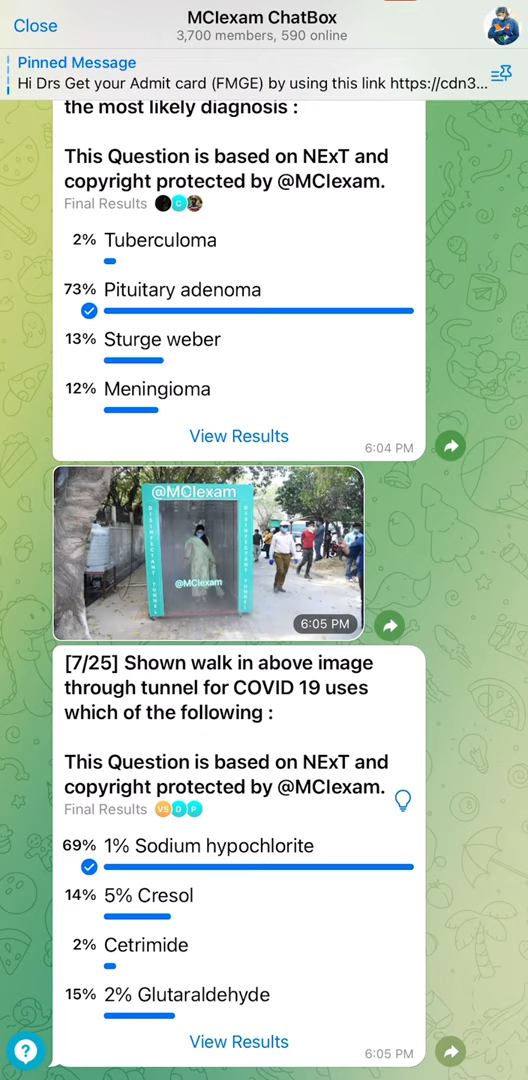 Close
MCIexam ChatBox
3,700 members, 590 online
Pinned Message
Hi Drs Get your Admit card (FMGE) by using this link https://cdn3...
the most likely diagnosis :
This Question is based on NExT and
copyright protected by @MCIexam.
Final Results C
2% Tuberculoma
73% Pituitary adenoma
13% Sturge weber
12% Meningioma
View Results
6:04 PM
@MCIexam
DISINFECTANT TUNNEL
DISINFECTANT TUNNEL
@MCIexam
6:05 PM
[7/25] Shown walk in above image
through tunnel for COVID 19 uses
which of the following :
This Question is based on NExT and
copyright protected by @MCIexam.
Final Results VS D P
69% 1% Sodium hypochlorite
14% 5% Cresol
2% Cetrimide
15% 2% Glutaraldehyde
View Results
6:05 PM
?